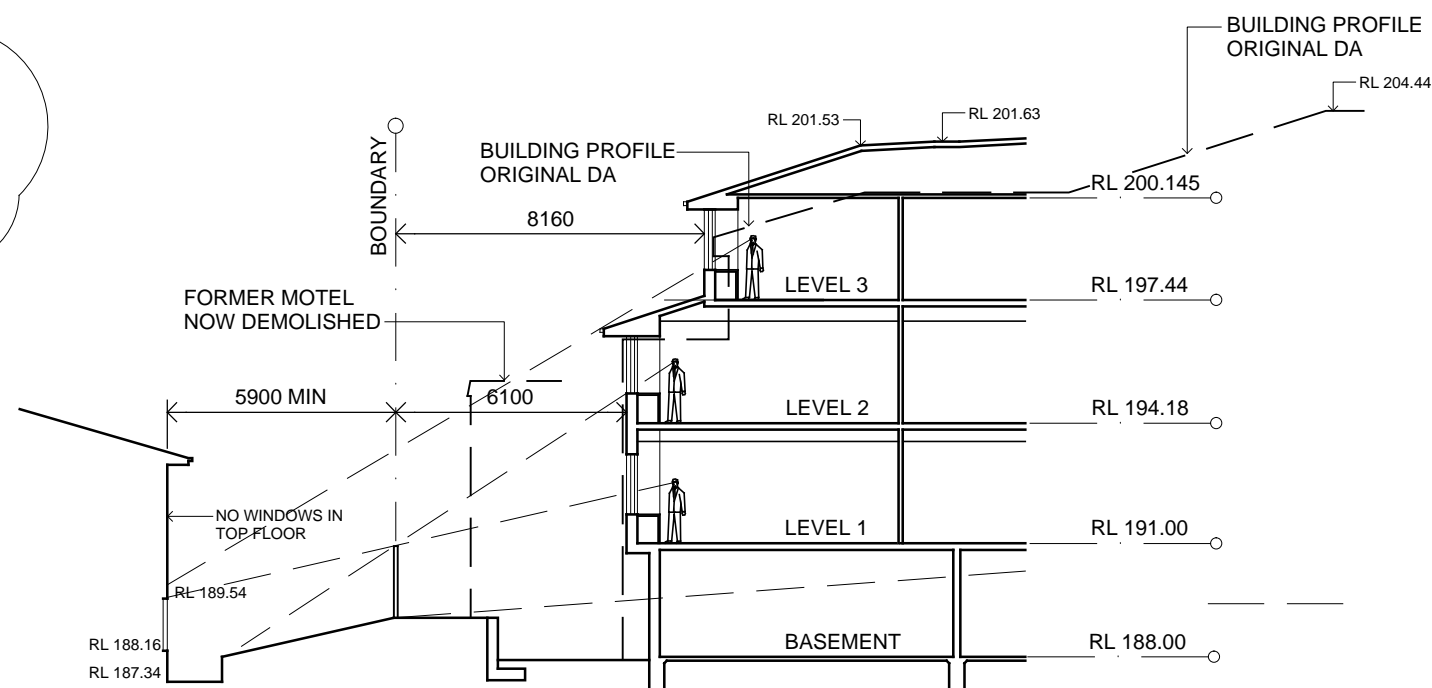 BUILDING PROFILE
ORIGINAL DA
RL 204.44
RL 201.53
RL 201.63
BOUNDARY
BUILDING PROFILE
ORIGINAL DA
RL 200.145
8160
LEVEL 3
RL 197.44
FORMER MOTEL
NOW DEMOLISHED
5900 MIN
6100
LEVEL 2
RL 194.18
NO WINDOWS IN
TOP FLOOR
LEVEL 1
RL 191.00
RL 189.54
RL 188.16
BASEMENT
RL 188.00
RL 187.34